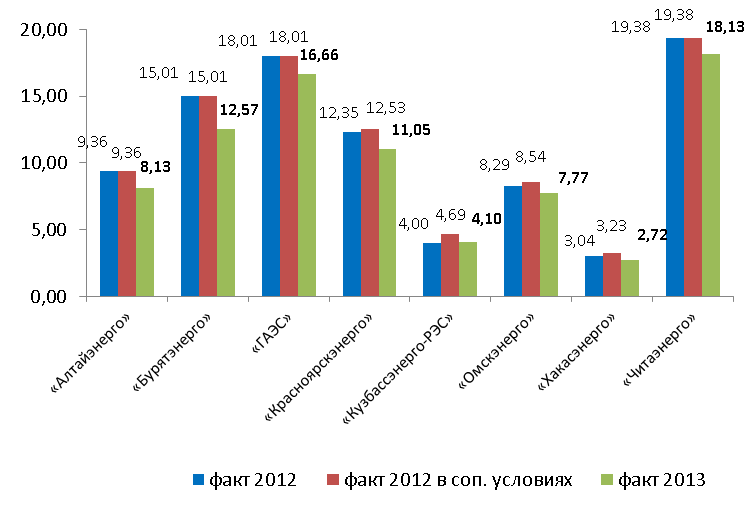 20,00
15,00
10,00
5,00
0,00
9,36
9,36
8,13
15,01
15,01
12,57
18,01
18,01
16,66
12,35
12,53
11,05
4,00
4,69
4,10
8,29
8,54
7,77
3,04
3,23
2,72
19,38
19,38
18,13
«Алтайэнерго»
«Бурятэнерго»
«ГАЭС»
«Красноярскэнерго»
«Кузбассэнерго-РЭС»
«Омскэнерго»
«Хакасэнерго»
«Читаэнерго»
факт 2012
факт 2012 в соп. условиях
факт 2013